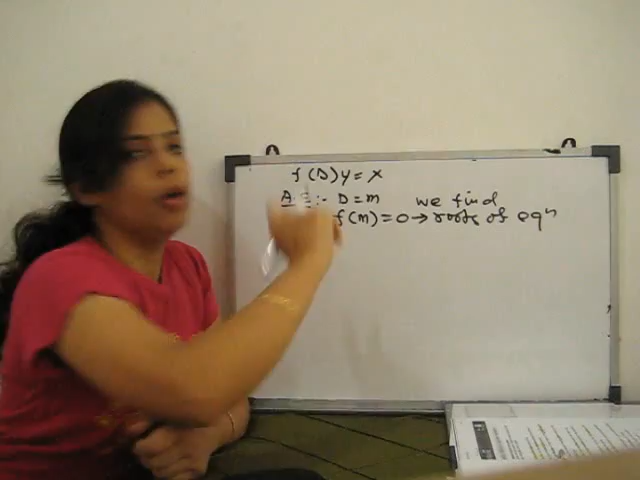 f(D)y = x
A.E :- D = m we find
f(m) = 0 → roots of eqn